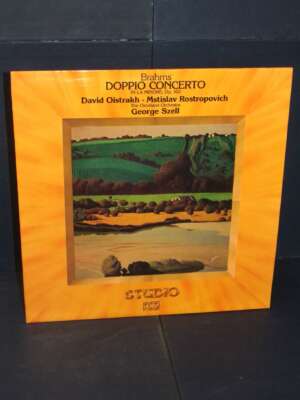 Brahms
DOPPIO CONCERTO
IN LA MINORE, Op. 102
David Oistrakh - Mstislav Rostropovich
The Cleveland Orchestra
George Szell
STUDIO